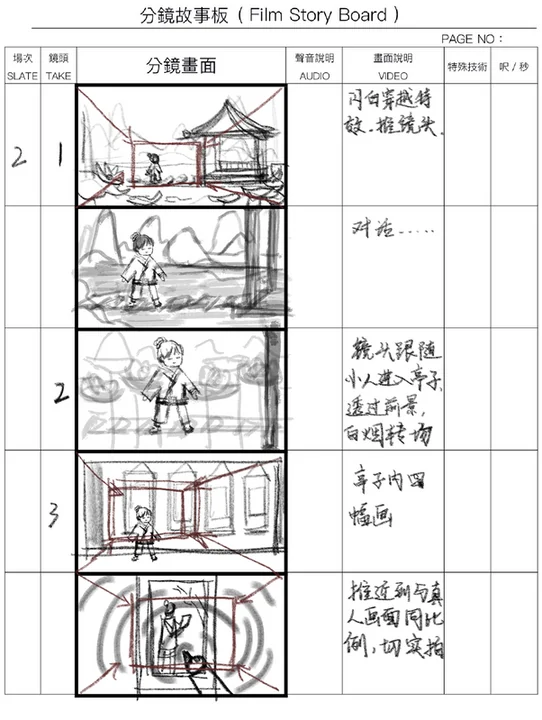 分鏡故事板（Film Story Board）
PAGE NO：
場次
SLATE
鏡頭
TAKE
分鏡畫面
聲音說明
AUDIO
畫面說明
VIDEO
特殊技術
呎/秒
2
1
闪白穿越特
效.推镜头.
对话……
2
镜头跟随
小人进入亭子,
透过前景,
白烟转场
3
亭子内四
幅画
推近到与真
人画面同比
例,切实拍